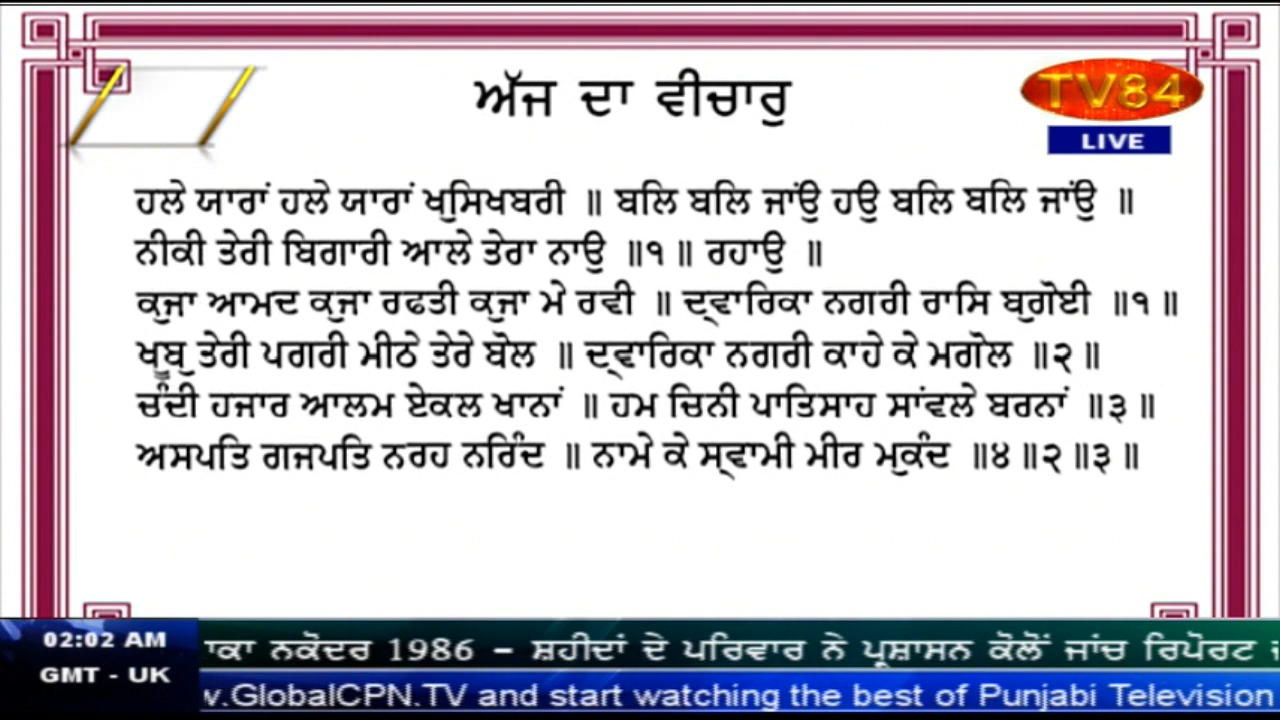 ਅੱਜ ਦਾ ਵੀਚਾਰੁ
TV84
LIVE
ਹਲੇ ਯਾਰਾਂ ਹਲੇ ਯਾਰਾਂ ਖੁਸਿਖਬਰੀ ॥ ਬਲਿ ਬਲਿ ਜਾਂਉ ਹਉ ਬਲਿ ਬਲਿ ਜਾਂਉ ॥
ਨੀਕੀ ਤੇਰੀ ਬਿਗਾਰੀ ਆਲੇ ਤੇਰਾ ਨਾਉ ॥੧॥ ਰਹਾਉ ॥
ਕੁਜਾ ਆਮਦ ਕੁਜਾ ਰਫਤੀ ਕੁਜਾ ਮੇ ਰਵੀ ॥ ਦ੍ਵਾਰਿਕਾ ਨਗਰੀ ਰਾਸਿ ਬੁਗੋਈ ॥੧॥
ਖੂਬੁ ਤੇਰੀ ਪਗਰੀ ਮੀਠੇ ਤੇਰੇ ਬੋਲ ॥ ਦ੍ਵਾਰਿਕਾ ਨਗਰੀ ਕਾਹੇ ਕੇ ਮਗੋਲ ॥੨॥
ਚੰਦੀ ਹਜਾਰ ਆਲਮ ਏਕਲ ਖਾਨਾਂ ॥ ਹਮ ਚਿਨੀ ਪਾਤਿਸਾਹ ਸਾਂਵਲੇ ਬਰਨਾਂ ॥੩॥
ਅਸਪਤਿ ਗਜਪਤਿ ਨਰਹ ਨਰਿੰਦ ॥ ਨਾਮੇ ਕੇ ਸ੍ਵਾਮੀ ਮੀਰ ਮੁਕੰਦ ॥੪॥੨॥੩॥
02:02 AM
GMT - UK
ਨਕੋਦਰ 1986 - ਸ਼ਹੀਦਾਂ ਦੇ ਪਰਿਵਾਰ ਨੇ ਪ੍ਰਸ਼ਾਸਨ ਕੋਲੋਂ ਜਾਂਚ ਰਿਪੋਰਟ
.GlobalCPN.TV and start watching the best of Punjabi Television